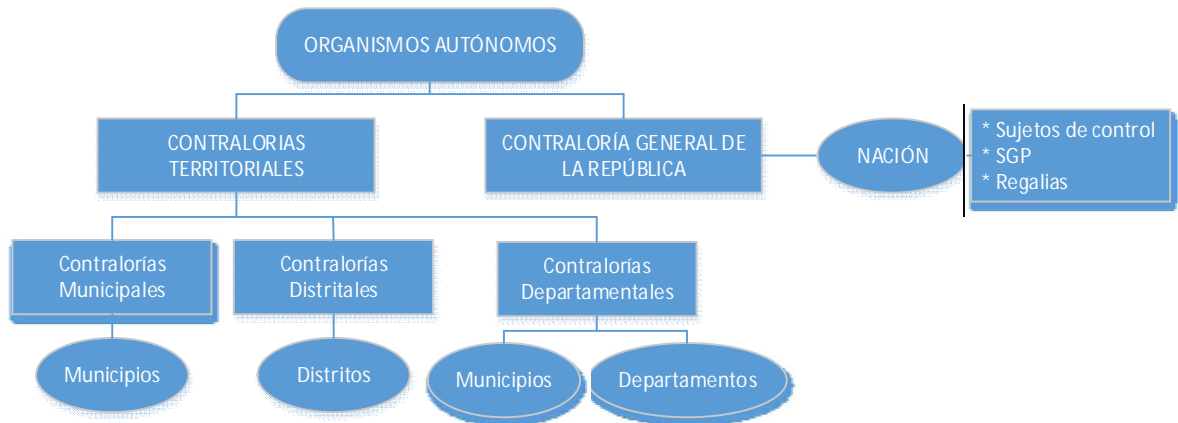 ORGANISMOS AUTÓNOMOS
CONTRALORIAS
TERRITORIALES
CONTRALORÍA GENERAL DE
LA REPÚBLICA
NACIÓN
* Sujetos de control
* SGP
* Regalias
Contralorías
Municipales
Contralorías
Distritales
Contralorías
Departamentales
Municipios
Distritos
Municipios
Departamentos